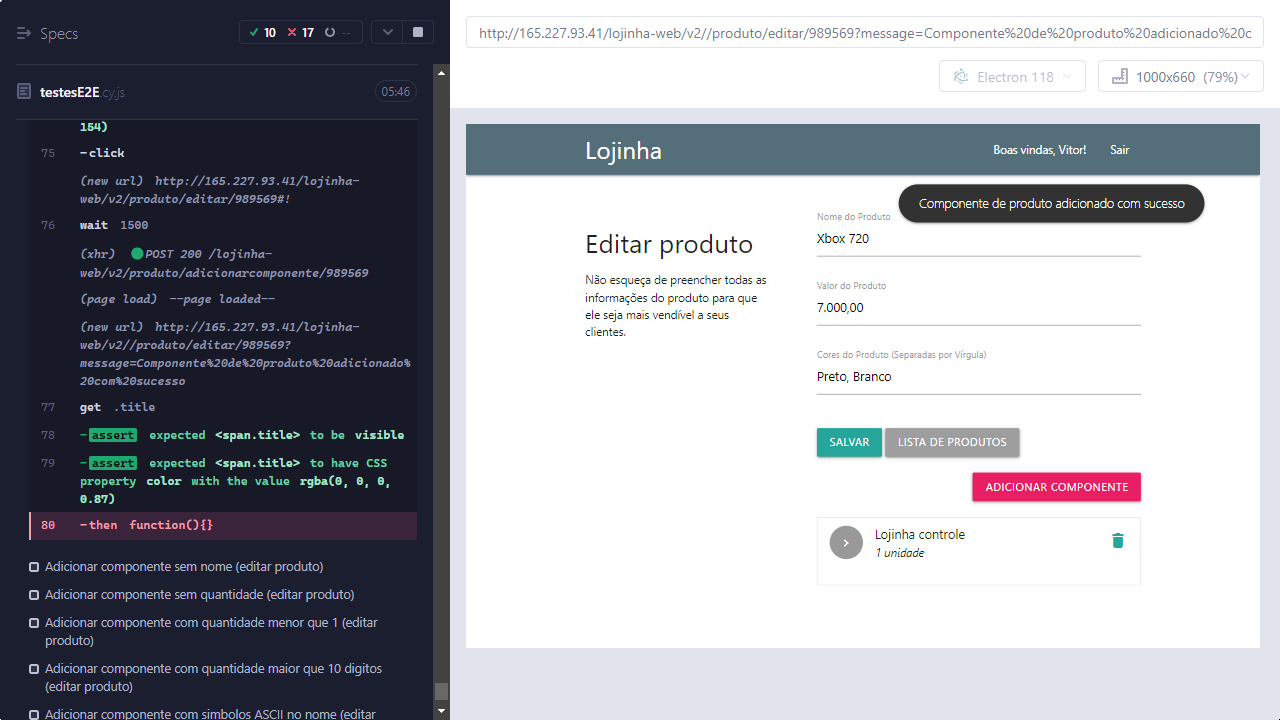 Specs
10
17
--
testesE2E.cy.js
05:46
154)
75 -click
(new url) http://165.227.93.41/lojinha-
web/v2/produto/editar/989569#!
76 wait 1500
(xhr) POST 200 /lojinha-
web/v2/produto/adicionarcomponente/989569
(page load) --page loaded--
(new url) http://165.227.93.41/lojinha-
web/v2//produto/editar/989569?
message=Componente%20de%20produto%20adicionado%
20com%20sucesso
77 get .title
78 -assert expected <span.title> to be visible
79 -assert expected <span.title> to have CSS
property color with the value rgba(0, 0, 0,
0.87)
80 -then function(){}
Adicionar componente sem nome (editar produto)
Adicionar componente sem quantidade (editar produto)
Adicionar componente com quantidade menor que 1 (editar
produto)
Adicionar componente com quantidade maior que 10 digitos
(editar produto)
Adicionar componente com simbolos ASCII no nome (editar
http://165.227.93.41/lojinha-web/v2//produto/editar/989569?message=Componente%20de%20produto%20adicionado%20c
Electron 118
1000x660 (79%)
Lojinha
Boas vindas, Vitor!
Sair
Componente de produto adicionado com sucesso
Editar produto
Não esqueça de preencher todas as
informações do produto para que
ele seja mais vendível a seus
clientes.
Nome do Produto
Xbox 720
Valor do Produto
7.000,00
Cores do Produto (Separadas por Vírgula)
Preto, Branco
SALVAR
LISTA DE PRODUTOS
ADICIONAR COMPONENTE
Lojinha controle
1 unidade